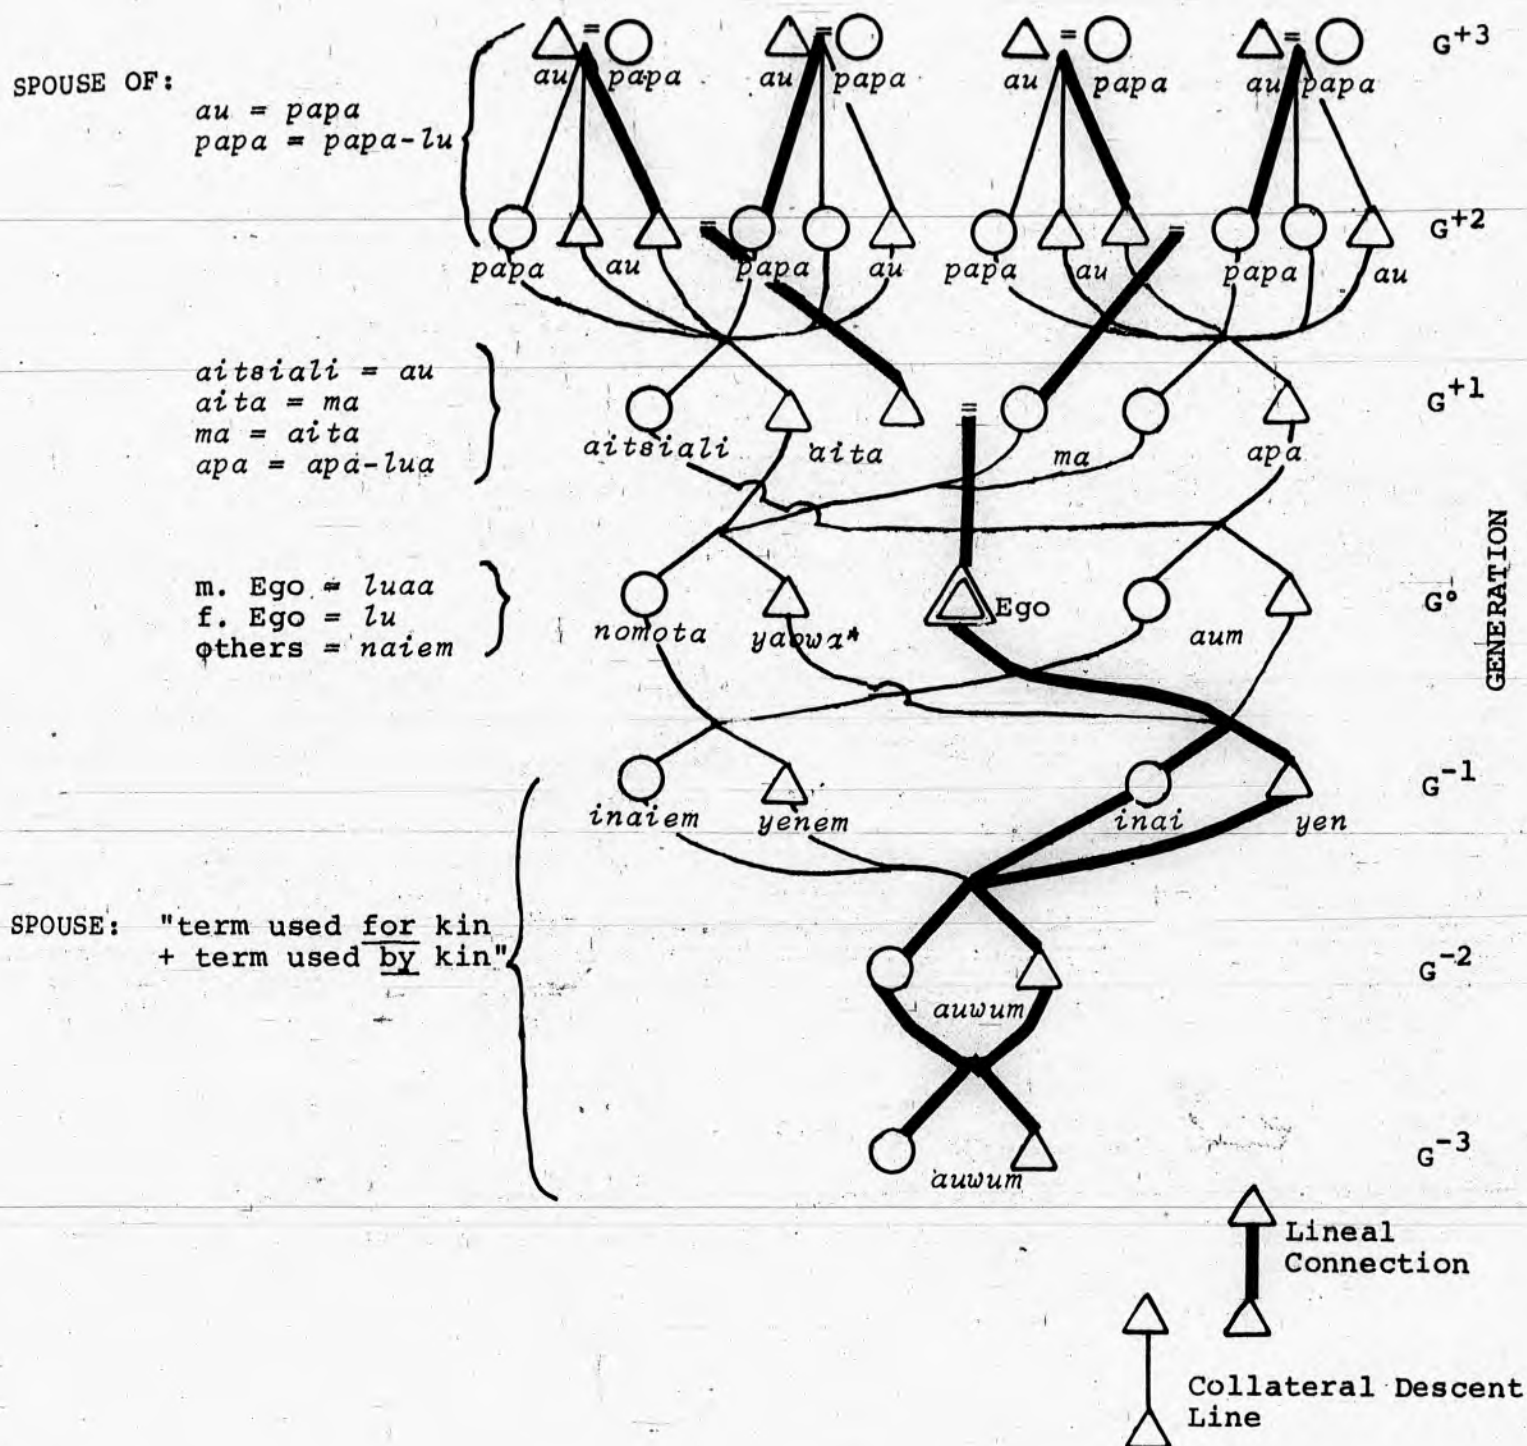 G+3
au papa au papa au papa au papa
SPOUSE OF:
au = papa
papa = papa-lu
G+2
papa au papa au papa au papa au
aitsiali = au
aita = ma
ma = aita
apa = apa-lua
G+1
aitsiali aita ma apa
GENERATION
m. Ego = luaa
f. Ego = lu
others = naiem
G°
Ego
nomota yaowa* aum
G-1
inaiem yenem inai yen
SPOUSE: "term used for kin
+ term used by kin"
G-2
auwum
G-3
auwum
Lineal
Connection
Collateral Descent
Line